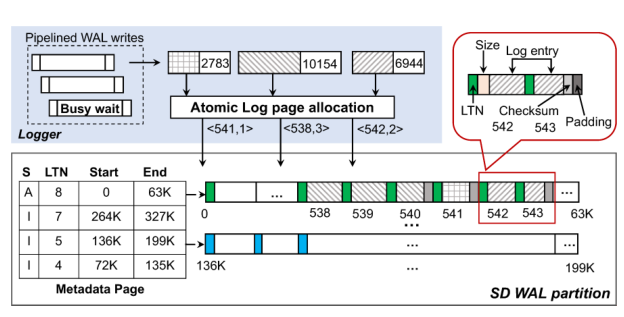 Pipelined WAL writes
Busy wait
Logger
2783
10154
6944
Atomic Log page allocation
<541,1>
<538,3>
<542,2>
Size
Log entry
LTN
Checksum
Padding
542
543
S LTN Start End
A 8 0 63K
I 7 264K 327K
I 5 136K 199K
I 4 72K 135K
Metadata Page
...
...
0
538
539
540
541
542
543
63K
...
...
...
136K
...
199K
SD WAL partition